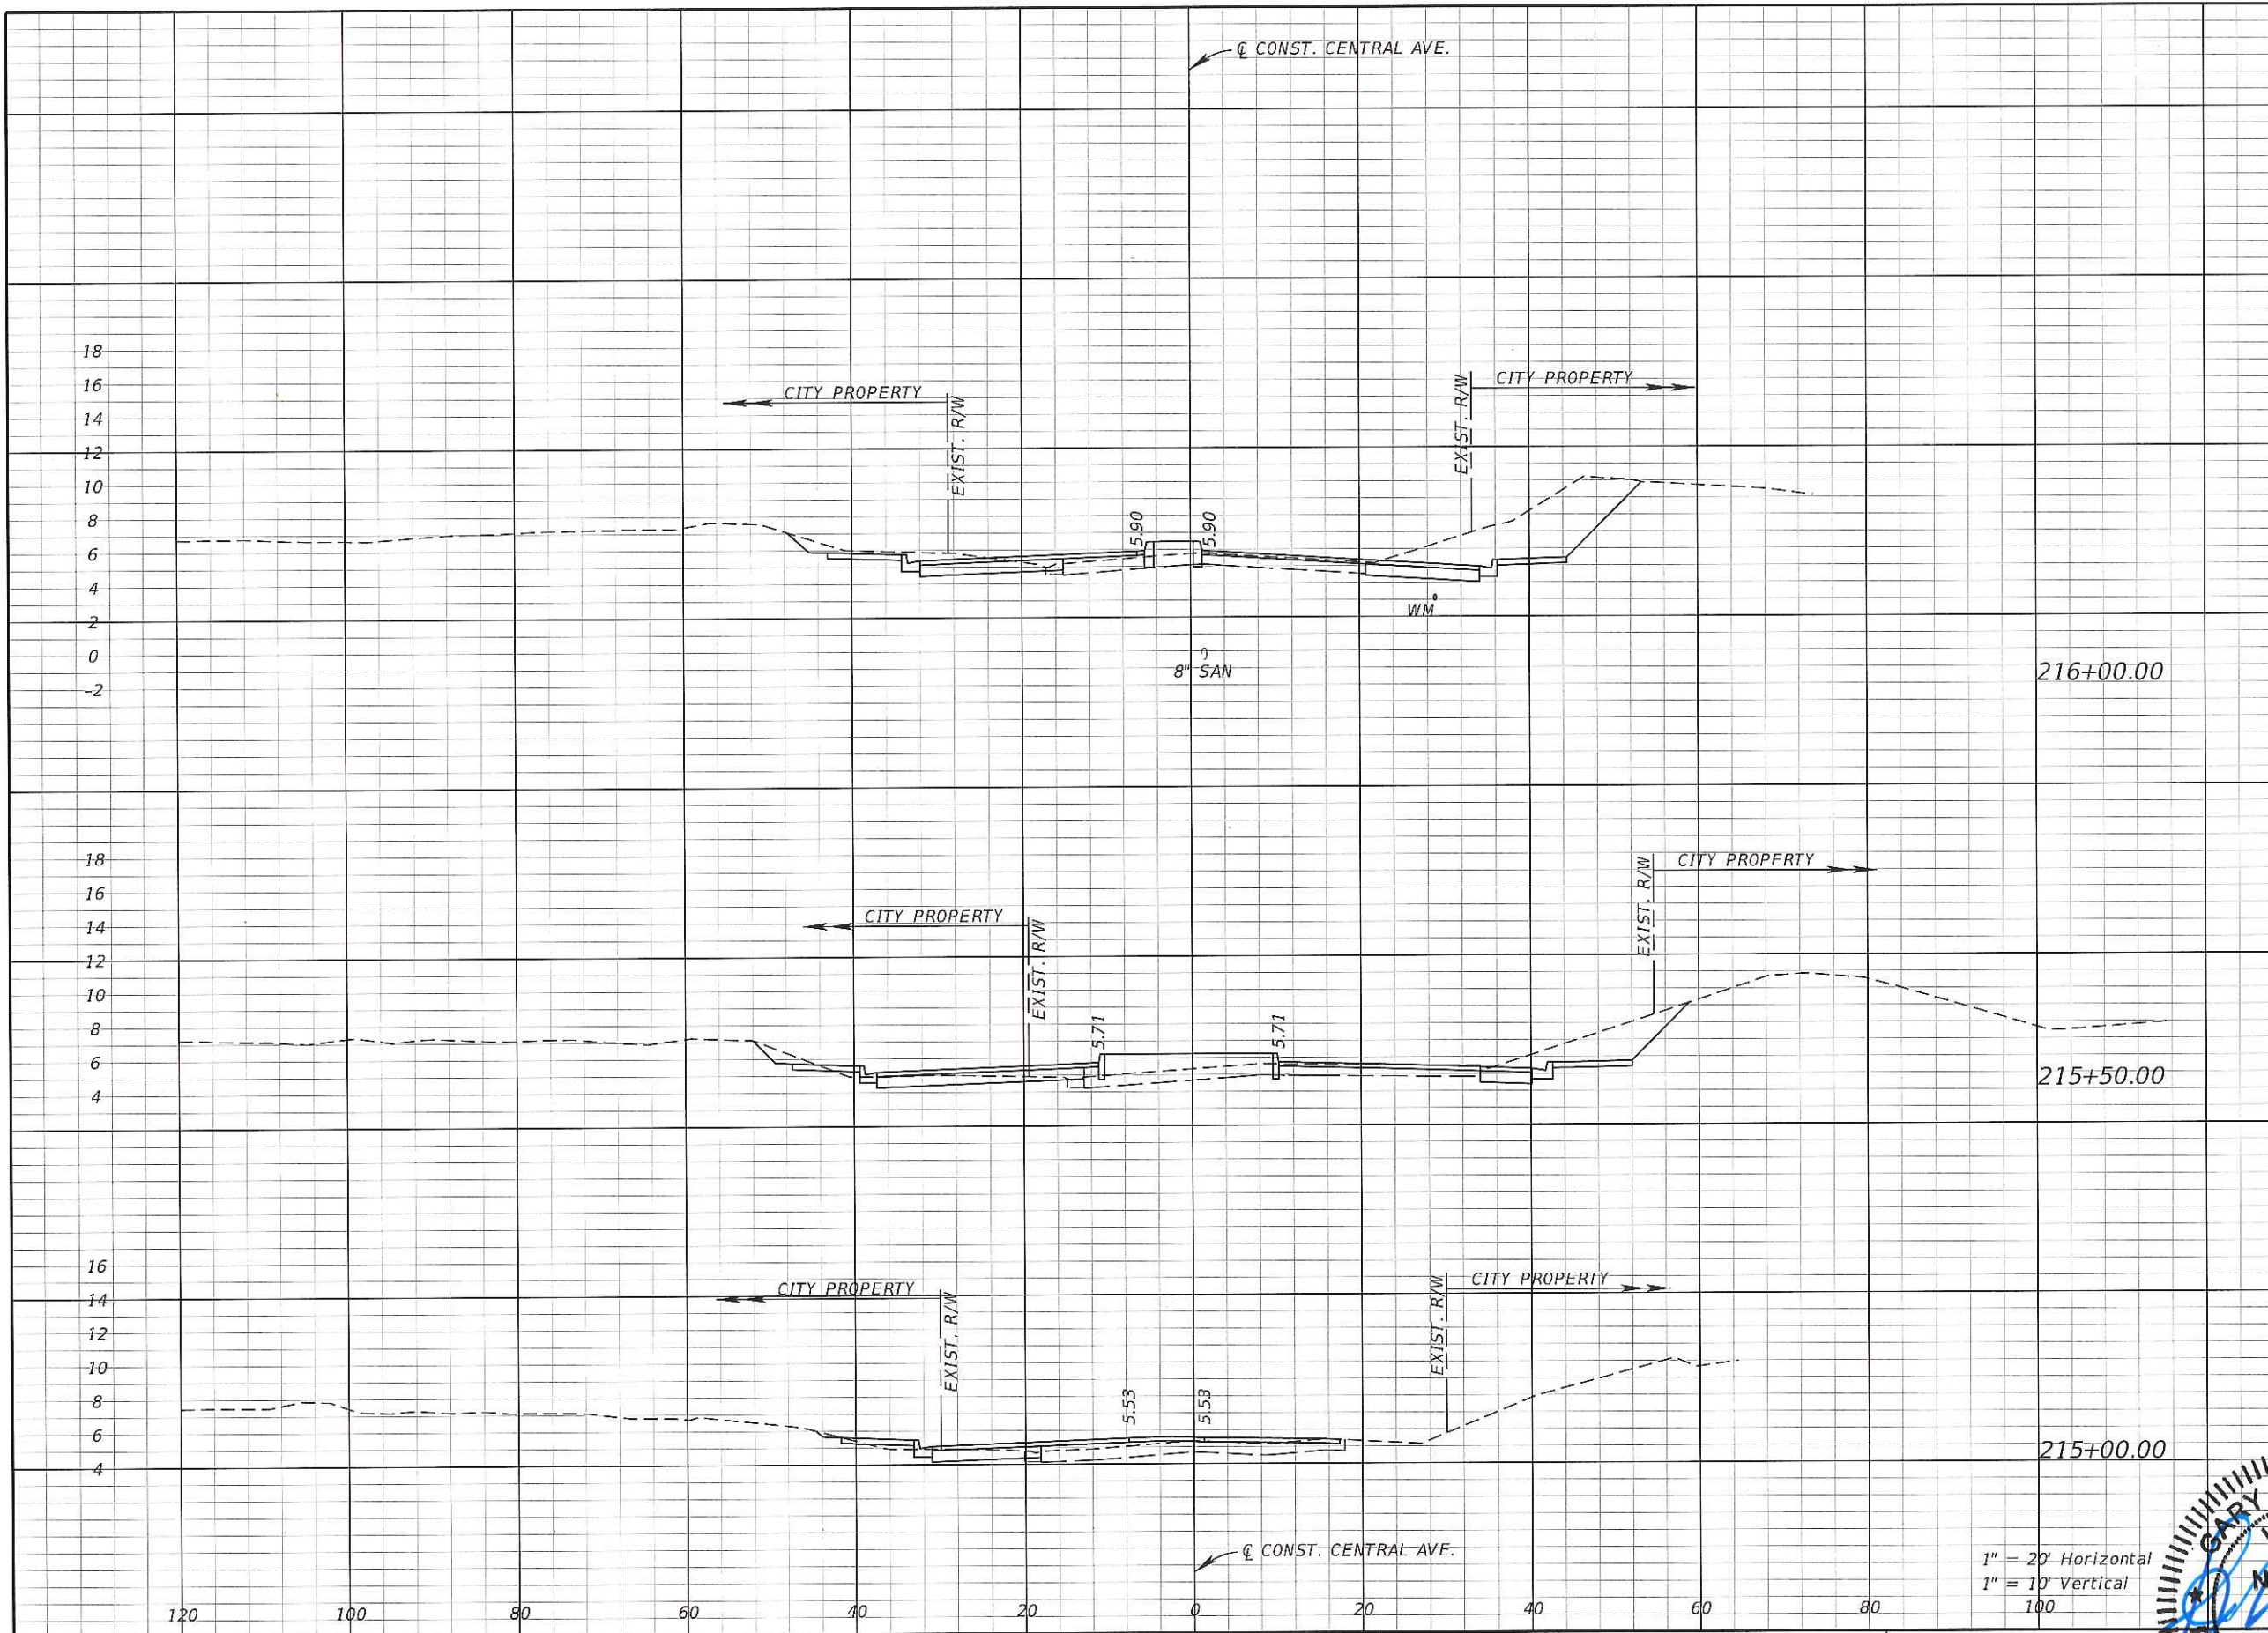 ℄ CONST. CENTRAL AVE.
18
16
14
12
10
8
6
4
2
0
-2
CITY PROPERTY
EXIST. R/W
5.90
5.90
EXIST. R/W
CITY PROPERTY
WM
8" SAN
216+00.00
18
16
14
12
10
8
6
4
CITY PROPERTY
EXIST. R/W
5.71
5.71
EXIST. R/W
CITY PROPERTY
215+50.00
16
14
12
10
8
6
4
CITY PROPERTY
EXIST. R/W
5.53
5.53
EXIST. R/W
CITY PROPERTY
215+00.00
℄ CONST. CENTRAL AVE.
1" = 20' Horizontal
1" = 10' Vertical
GARY
120 100 80 60 40 20 0 20 40 60 80 100